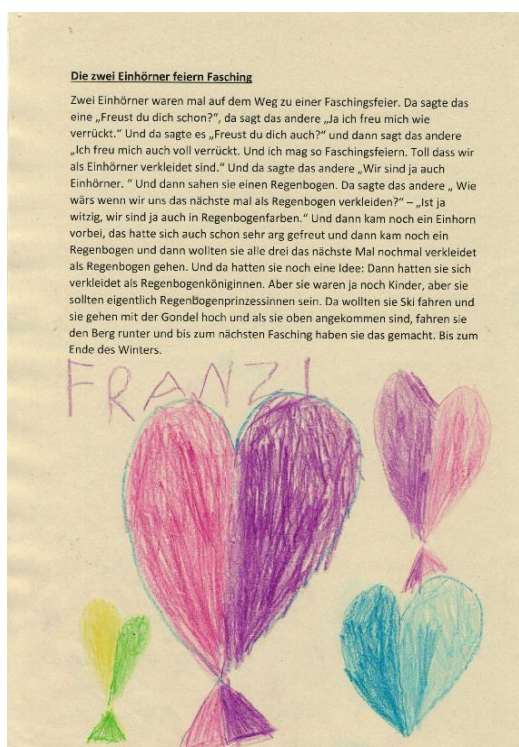 Die zwei Einhörner feiern Fasching
Zwei Einhörner waren mal auf dem Weg zu einer Faschingsfeier. Da sagte das
eine „Freust du dich schon?“, da sagt das andere „Ja ich freu mich wie
verrückt.“ Und da sagte es „Freust du dich auch?“ und dann sagt das andere
„Ich freu mich auch voll verrückt. Und ich mag so Faschingsfeiern. Toll dass wir
als Einhörner verkleidet sind.“ Und da sagte das andere „Wir sind ja auch
Einhörner. “ Und dann sahen sie einen Regenbogen. Da sagte das andere „ Wie
wärs wenn wir uns das nächste mal als Regenbogen verkleiden?“ – „Ist ja
witzig, wir sind ja auch in Regenbogenfarben.“ Und dann kam noch ein Einhorn
vorbei, das hatte sich auch schon sehr arg gefreut und dann kam noch ein
Regenbogen und dann wollten sie alle drei das nächste Mal nochmal verkleidet
als Regenbogen gehen. Und da hatten sie noch eine Idee: Dann hatten sie sich
verkleidet als Regenbogenköniginnen. Aber sie waren ja noch Kinder, aber sie
sollten eigentlich Regenbogenprinzessinnen sein. Da wollten sie Ski fahren und
sie gehen mit der Gondel hoch und als sie oben angekommen sind, fahren sie
den Berg runter und bis zum nächsten Fasching haben sie das gemacht. Bis zum
Ende des Winters.
FRANZI